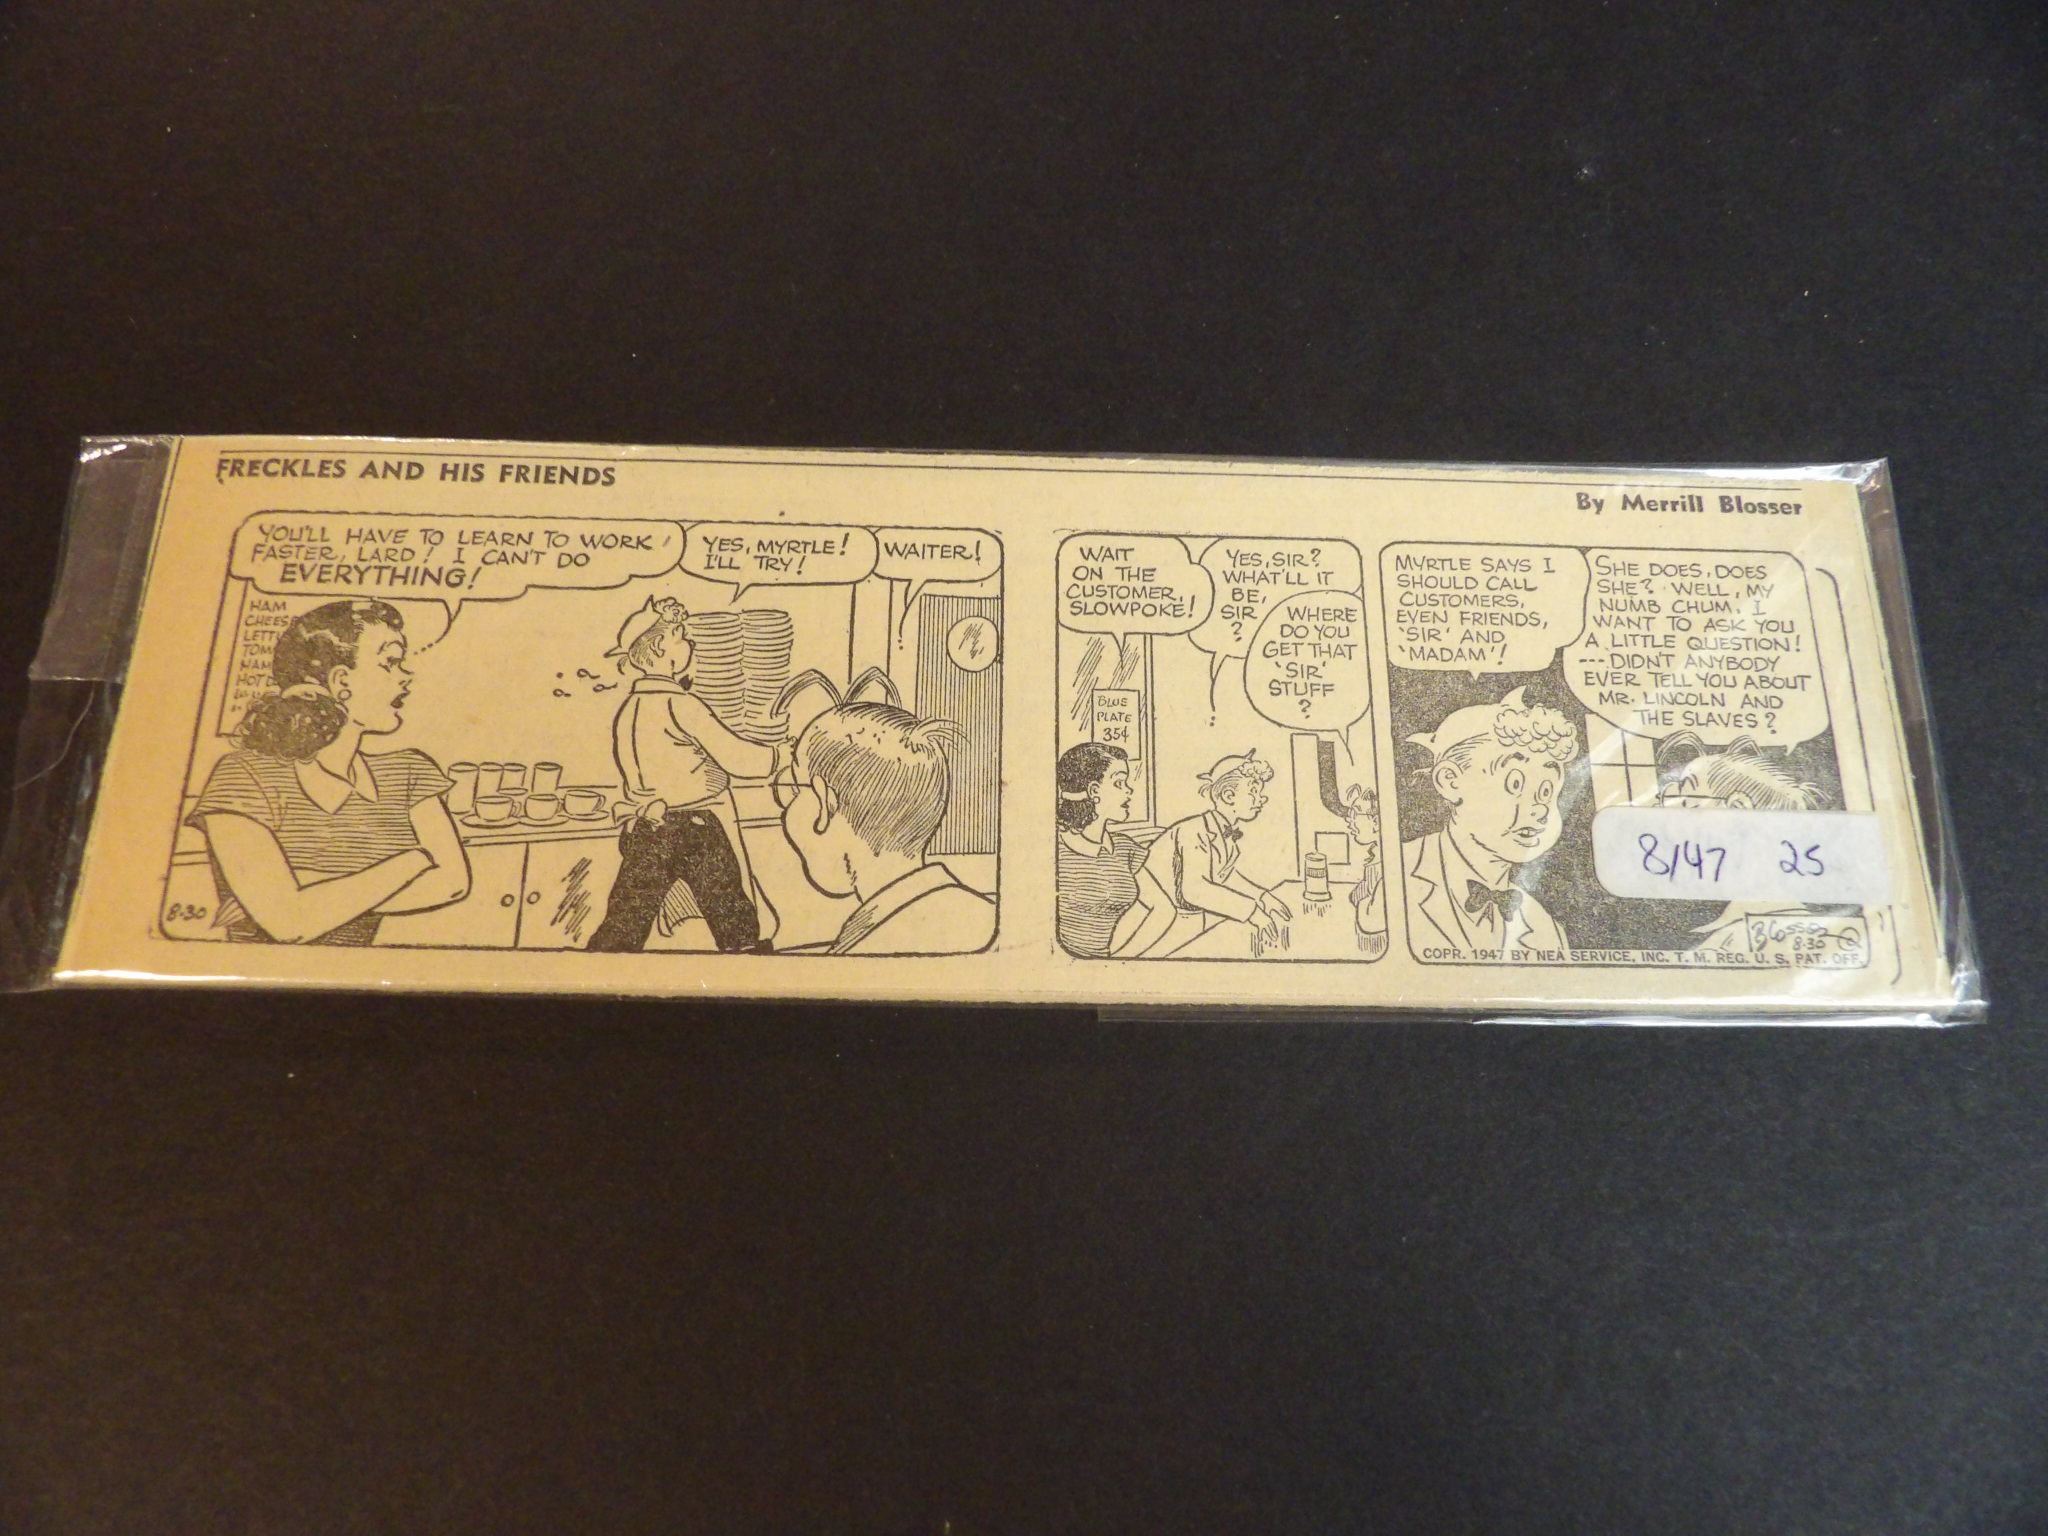 FRECKLES AND HIS FRIENDS
By Merrill Blosser
YOU'LL HAVE TO LEARN TO WORK
FASTER, LARD! I CAN'T DO
EVERYTHING!
YES, MYRTLE!
I'LL TRY!
WAITER!
HAM
CHEES
LETTU
TOM
HAM
HOT D
8-30
WAIT
ON THE
CUSTOMER,
SLOWPOKE!
YES, SIR?
WHAT'LL IT
BE,
SIR
?
WHERE
DO YOU
GET THAT
'SIR'
STUFF
?
BLUE
PLATE
35¢
MYRTLE SAYS I
SHOULD CALL
CUSTOMERS,
EVEN FRIENDS,
'SIR' AND
'MADAM'!
SHE DOES, DOES
SHE? WELL, MY
NUMB CHUM, I
WANT TO ASK YOU
A LITTLE QUESTION!
---DIDN'T ANYBODY
EVER TELL YOU ABOUT
MR. LINCOLN AND
THE SLAVES?
8/47 25
Blosser
8-30
COPR. 1947 BY NEA SERVICE, INC. T. M. REG. U. S. PAT. OFF.